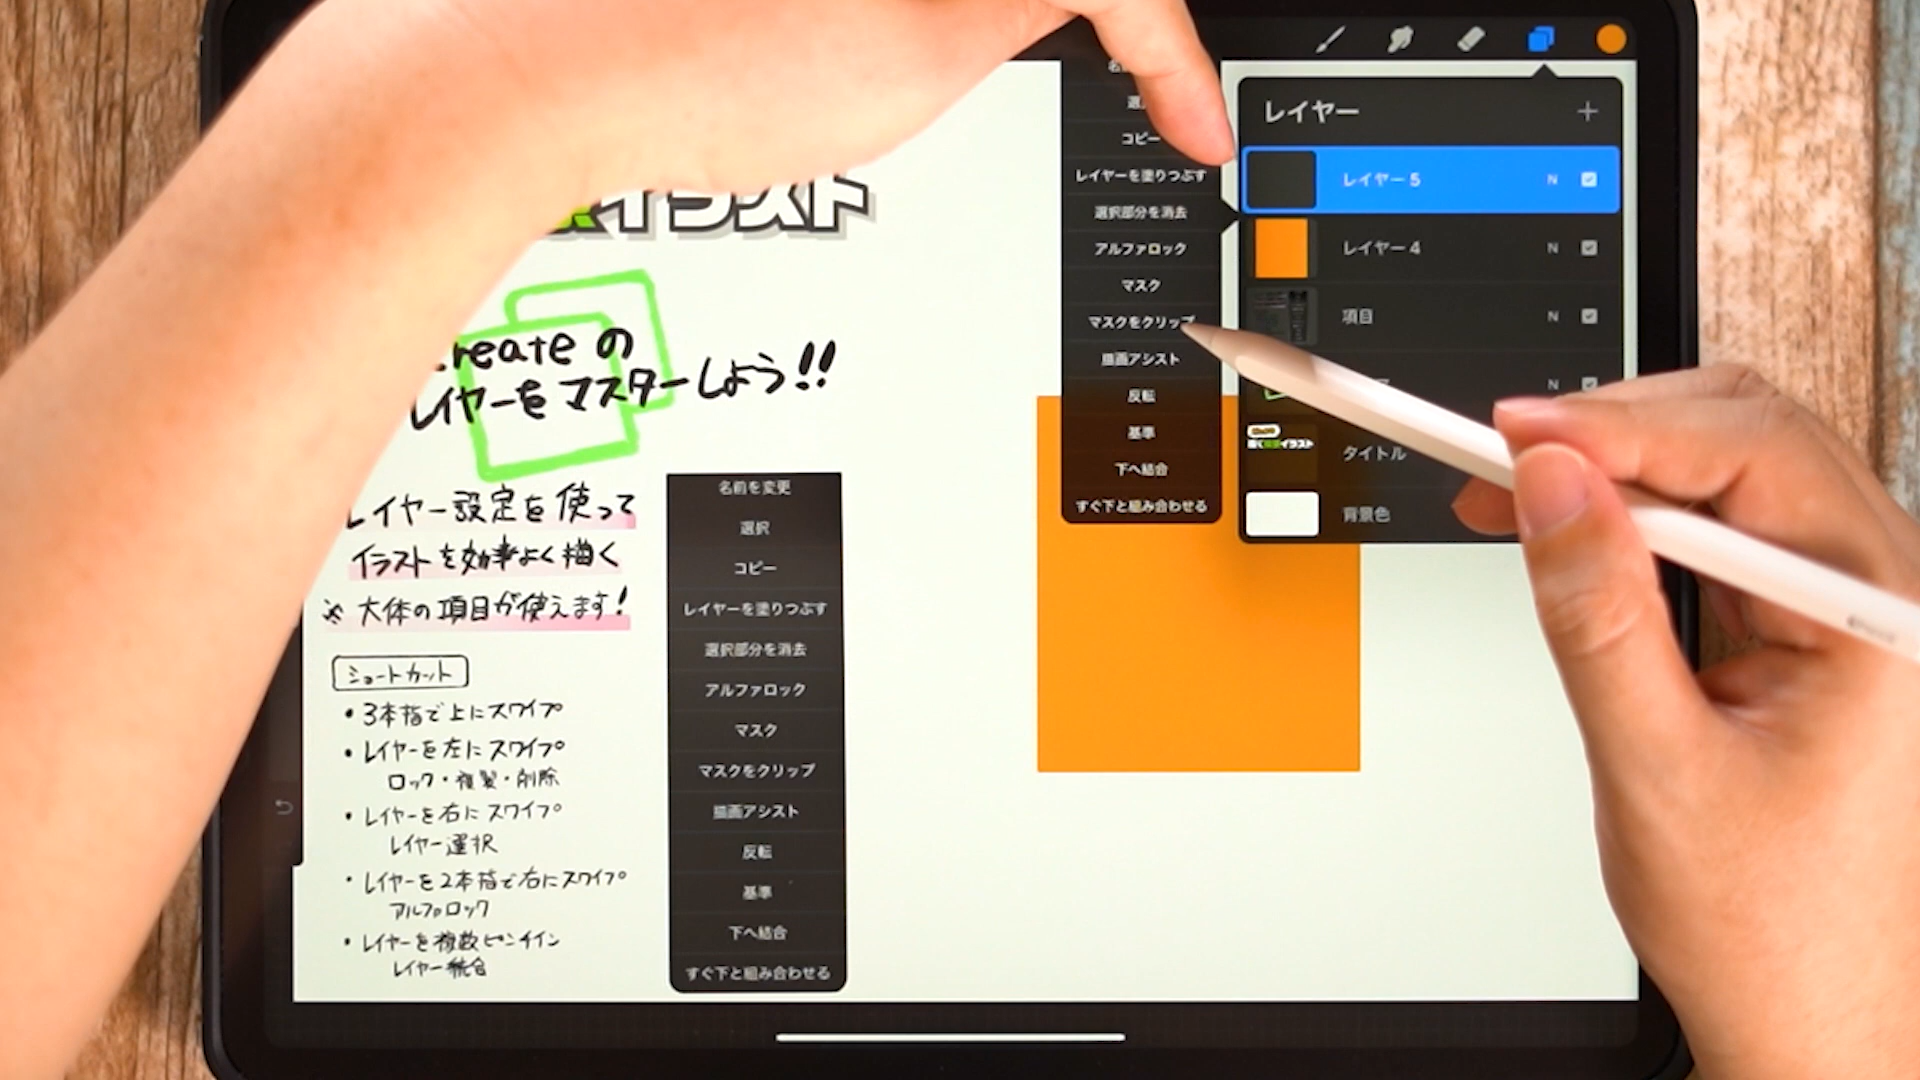 イラスト
reate の
レイヤーをマスターしよう!!
レイヤー設定を使って
イラストを効率よく描く
※ 大体の項目が使えます!
ショートカット
・3本指で上にスワイプ
・レイヤーを左にスワイプ
ロック・複製・削除
・レイヤーを右にスワイプ
レイヤー選択
・レイヤーを2本指で右にスワイプ
アルファロック
・レイヤーを複数ピンチイン
レイヤー統合
名前を変更
選択
コピー
レイヤーを塗りつぶす
選択部分を消去
アルファロック
マスク
マスクをクリップ
描画アシスト
反転
基準
下へ結合
すぐ下と組み合わせる
名
選
コピー
レイヤーを塗りつぶす
選択部分を消去
アルファロック
マスク
マスクをクリップ
描画アシスト
反転
基準
下へ結合
すぐ下と組み合わせる
レイヤー +
レイヤー 5 N
レイヤー 4 N
項目 N
N
タイトル
背景色